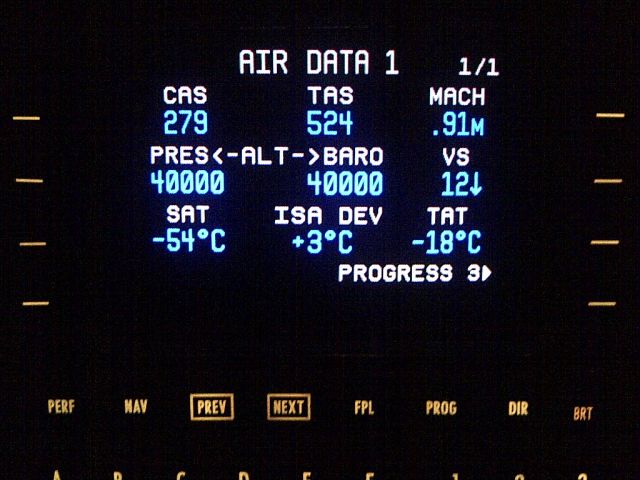 AIR DATA 1 1/1
CAS TAS MACH
279 524 .91M
PRES<-ALT->BARO VS
40000 40000 12↓
SAT ISA DEV TAT
-54°C +3°C -18°C
PROGRESS 3▶
PERF NAV PREV NEXT FPL PROG DIR BRT